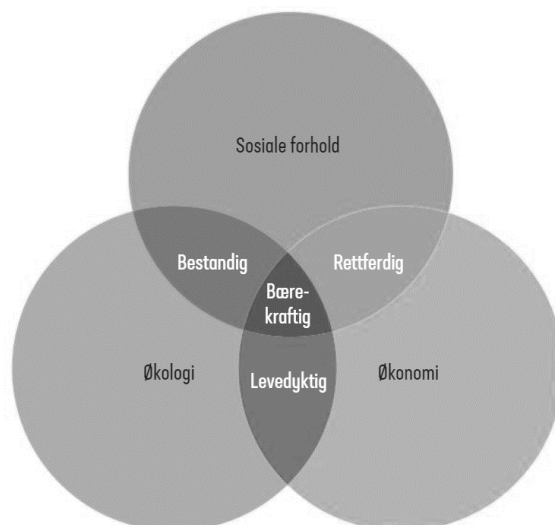 Sosiale forhold
Bestandig
Rettferdig
Bære-
kraftig
Økologi
Levedyktig
Økonomi